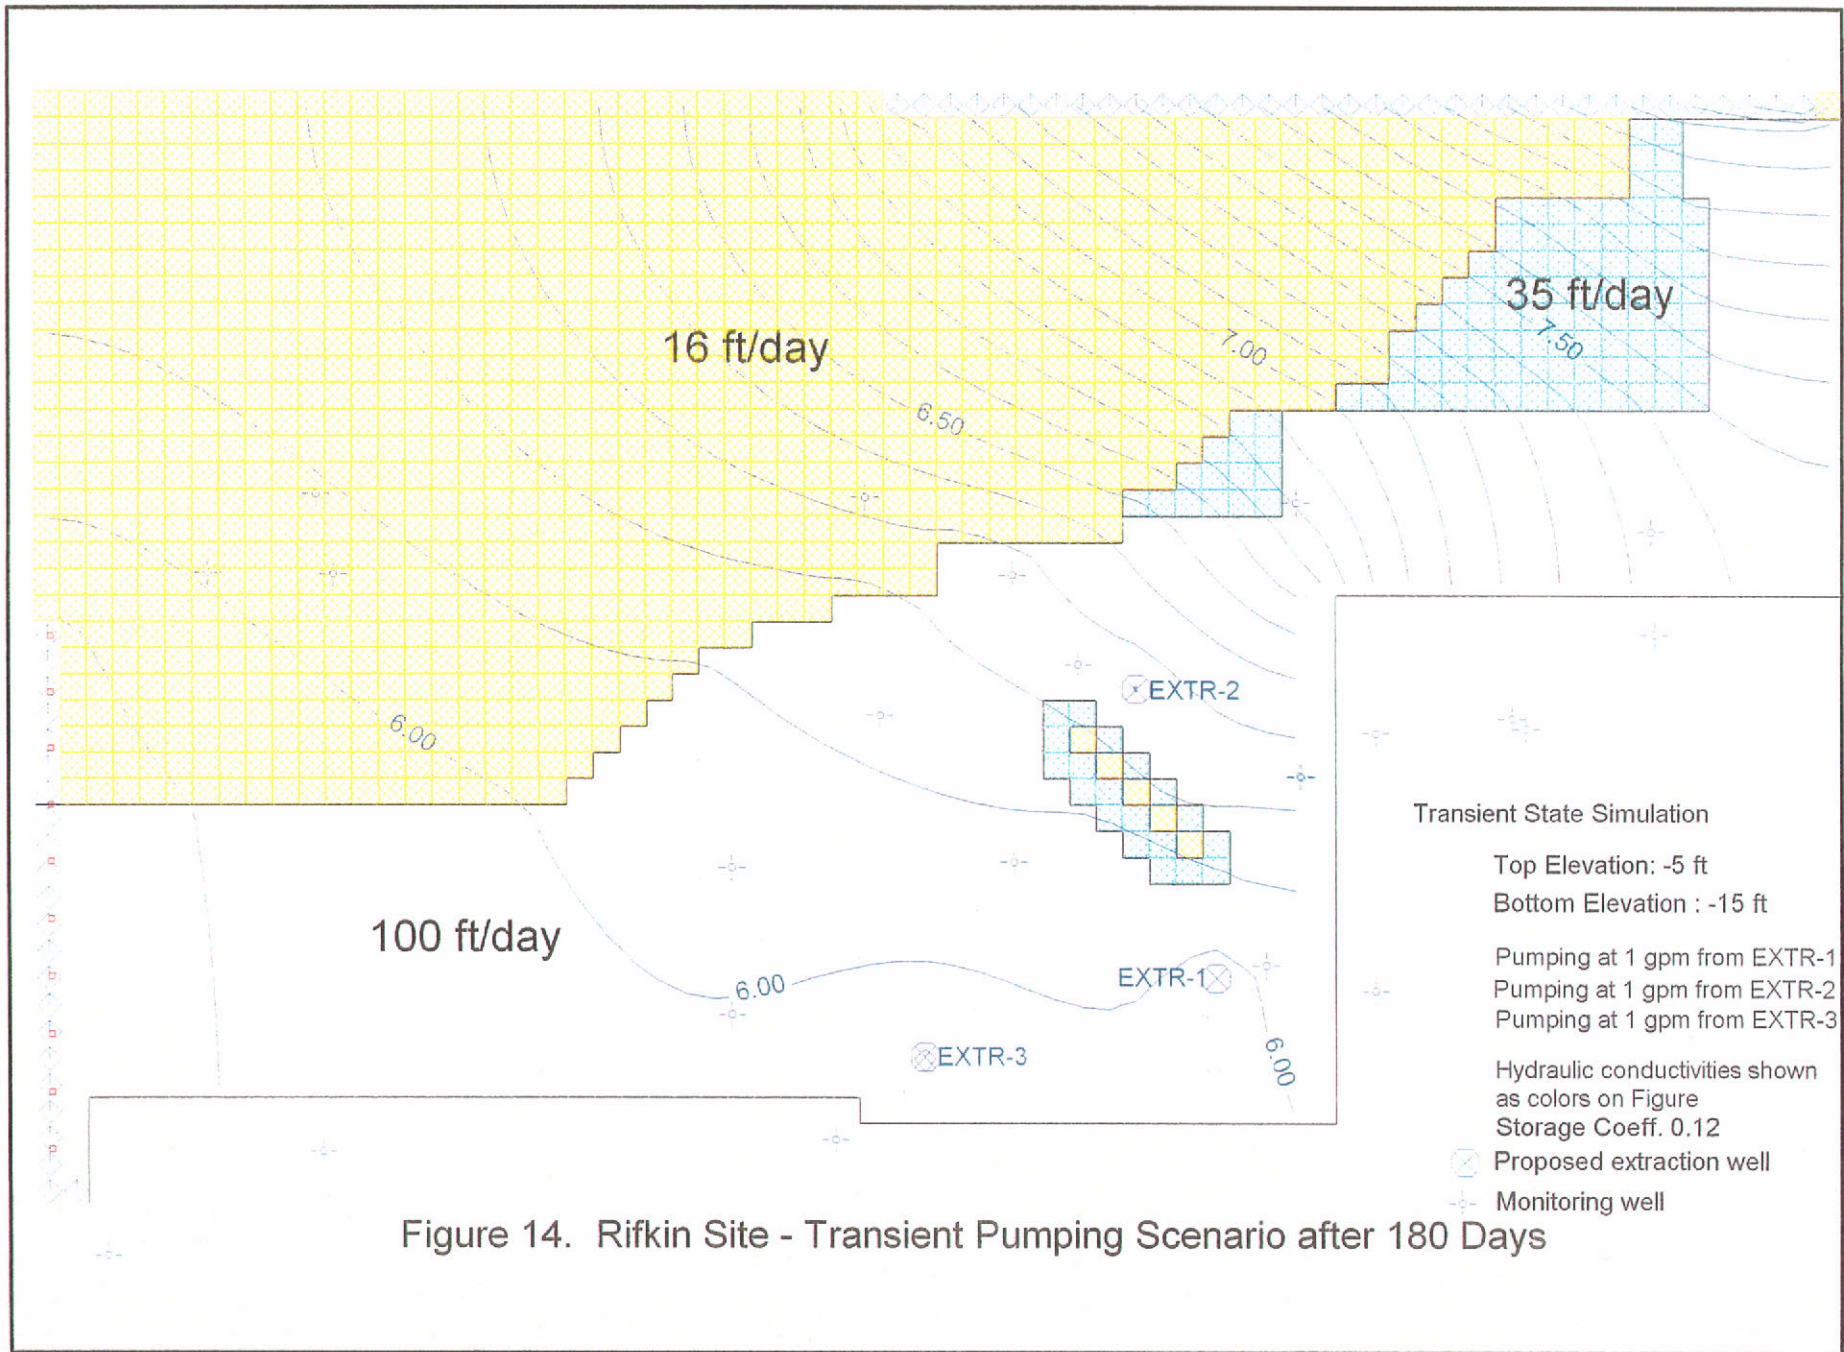 35 ft/day
16 ft/day
7.00
7.50
6.50
EXTR-2
6.00
100 ft/day
6.00
EXTR-1
EXTR-3
6.00
Transient State Simulation
Top Elevation: -5 ft
Bottom Elevation : -15 ft
Pumping at 1 gpm from EXTR-1
Pumping at 1 gpm from EXTR-2
Pumping at 1 gpm from EXTR-3
Hydraulic conductivities shown
as colors on Figure
Storage Coeff. 0.12
Proposed extraction well
Monitoring well
Figure 14. Rifkin Site - Transient Pumping Scenario after 180 Days